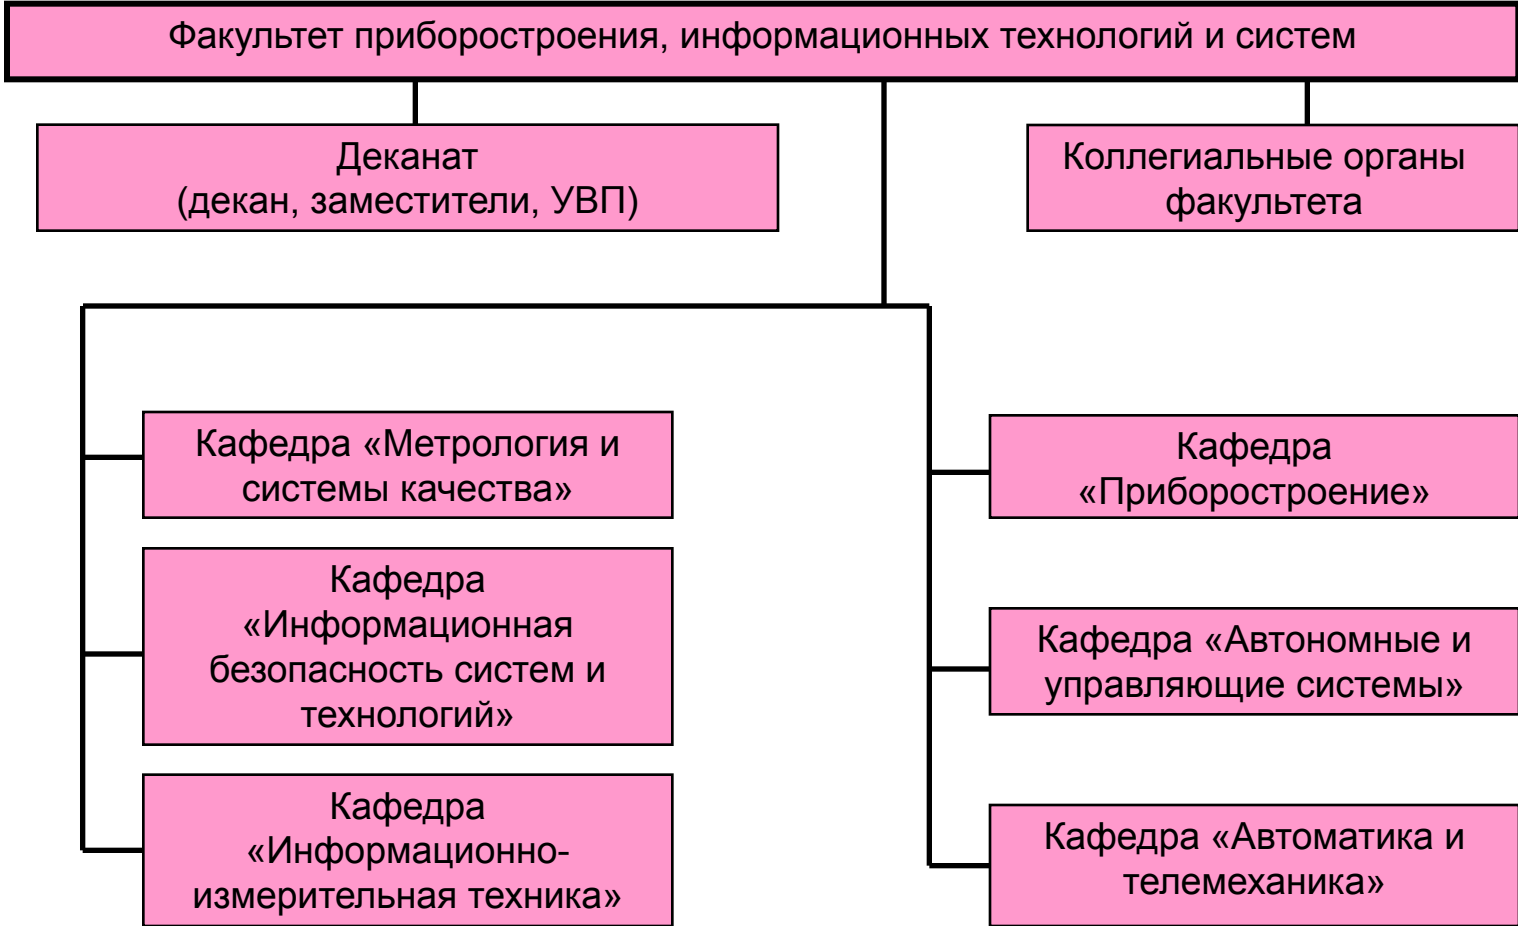 Факультет приборостроения, информационных технологий и систем
Деканат
(декан, заместители, УВП)
Коллегиальные органы
факультета
Кафедра «Метрология и
системы качества»
Кафедра
«Информационная
безопасность систем и
технологий»
Кафедра
«Информационно-
измерительная техника»
Кафедра
«Приборостроение»
Кафедра «Автономные и
управляющие системы»
Кафедра «Автоматика и
телемеханика»